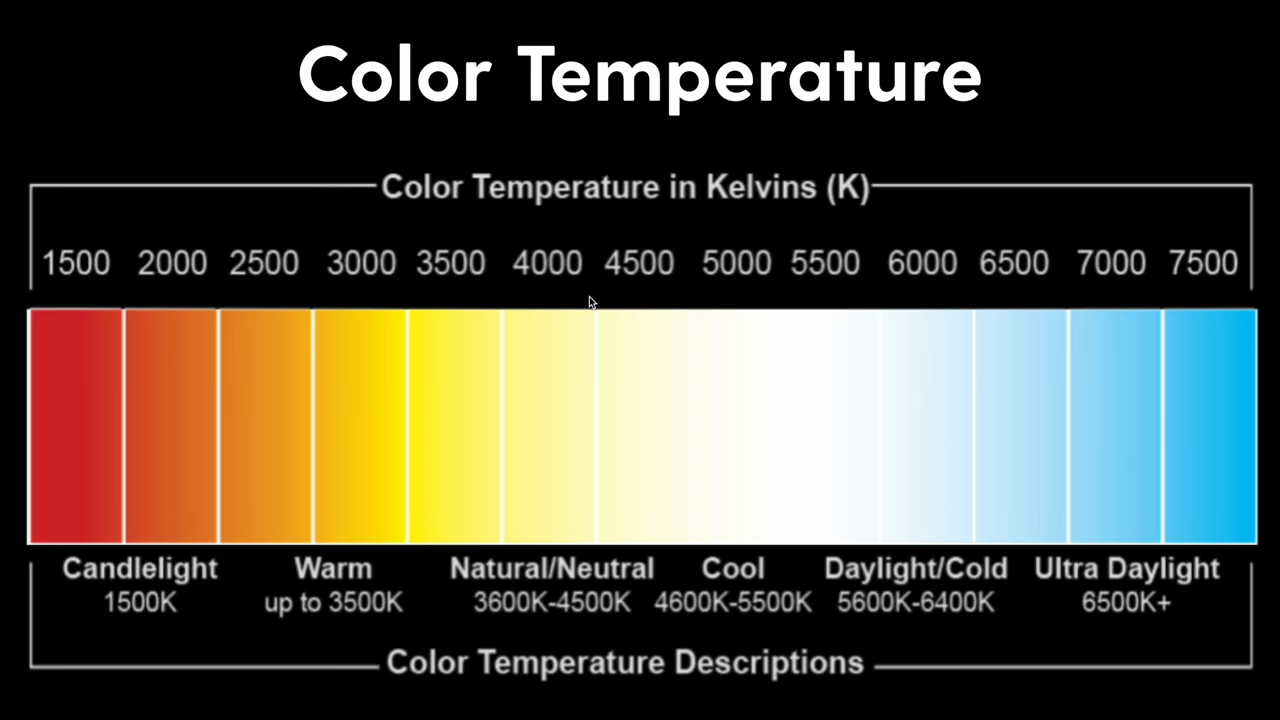 Color Temperature
Color Temperature in Kelvins (K)
1500 2000 2500 3000 3500 4000 4500 5000 5500 6000 6500 7000 7500
Candlelight Warm Natural/Neutral Cool Daylight/Cold Ultra Daylight
1500K up to 3500K 3600K-4500K 4600K-5500K 5600K-6400K 6500K+
Color Temperature Descriptions